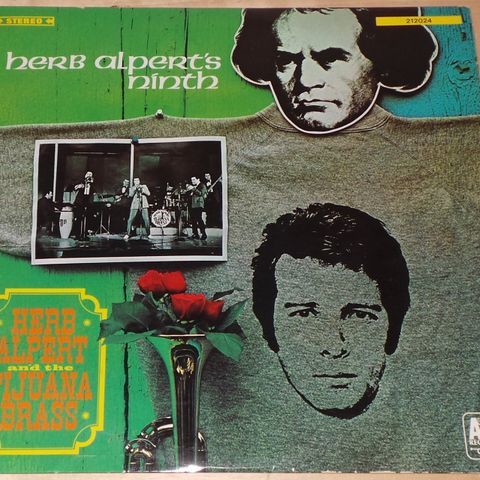 STEREO
212024
herb alpert's
ninth
HERB
ALPERT
and the
TIJUANA
BRASS